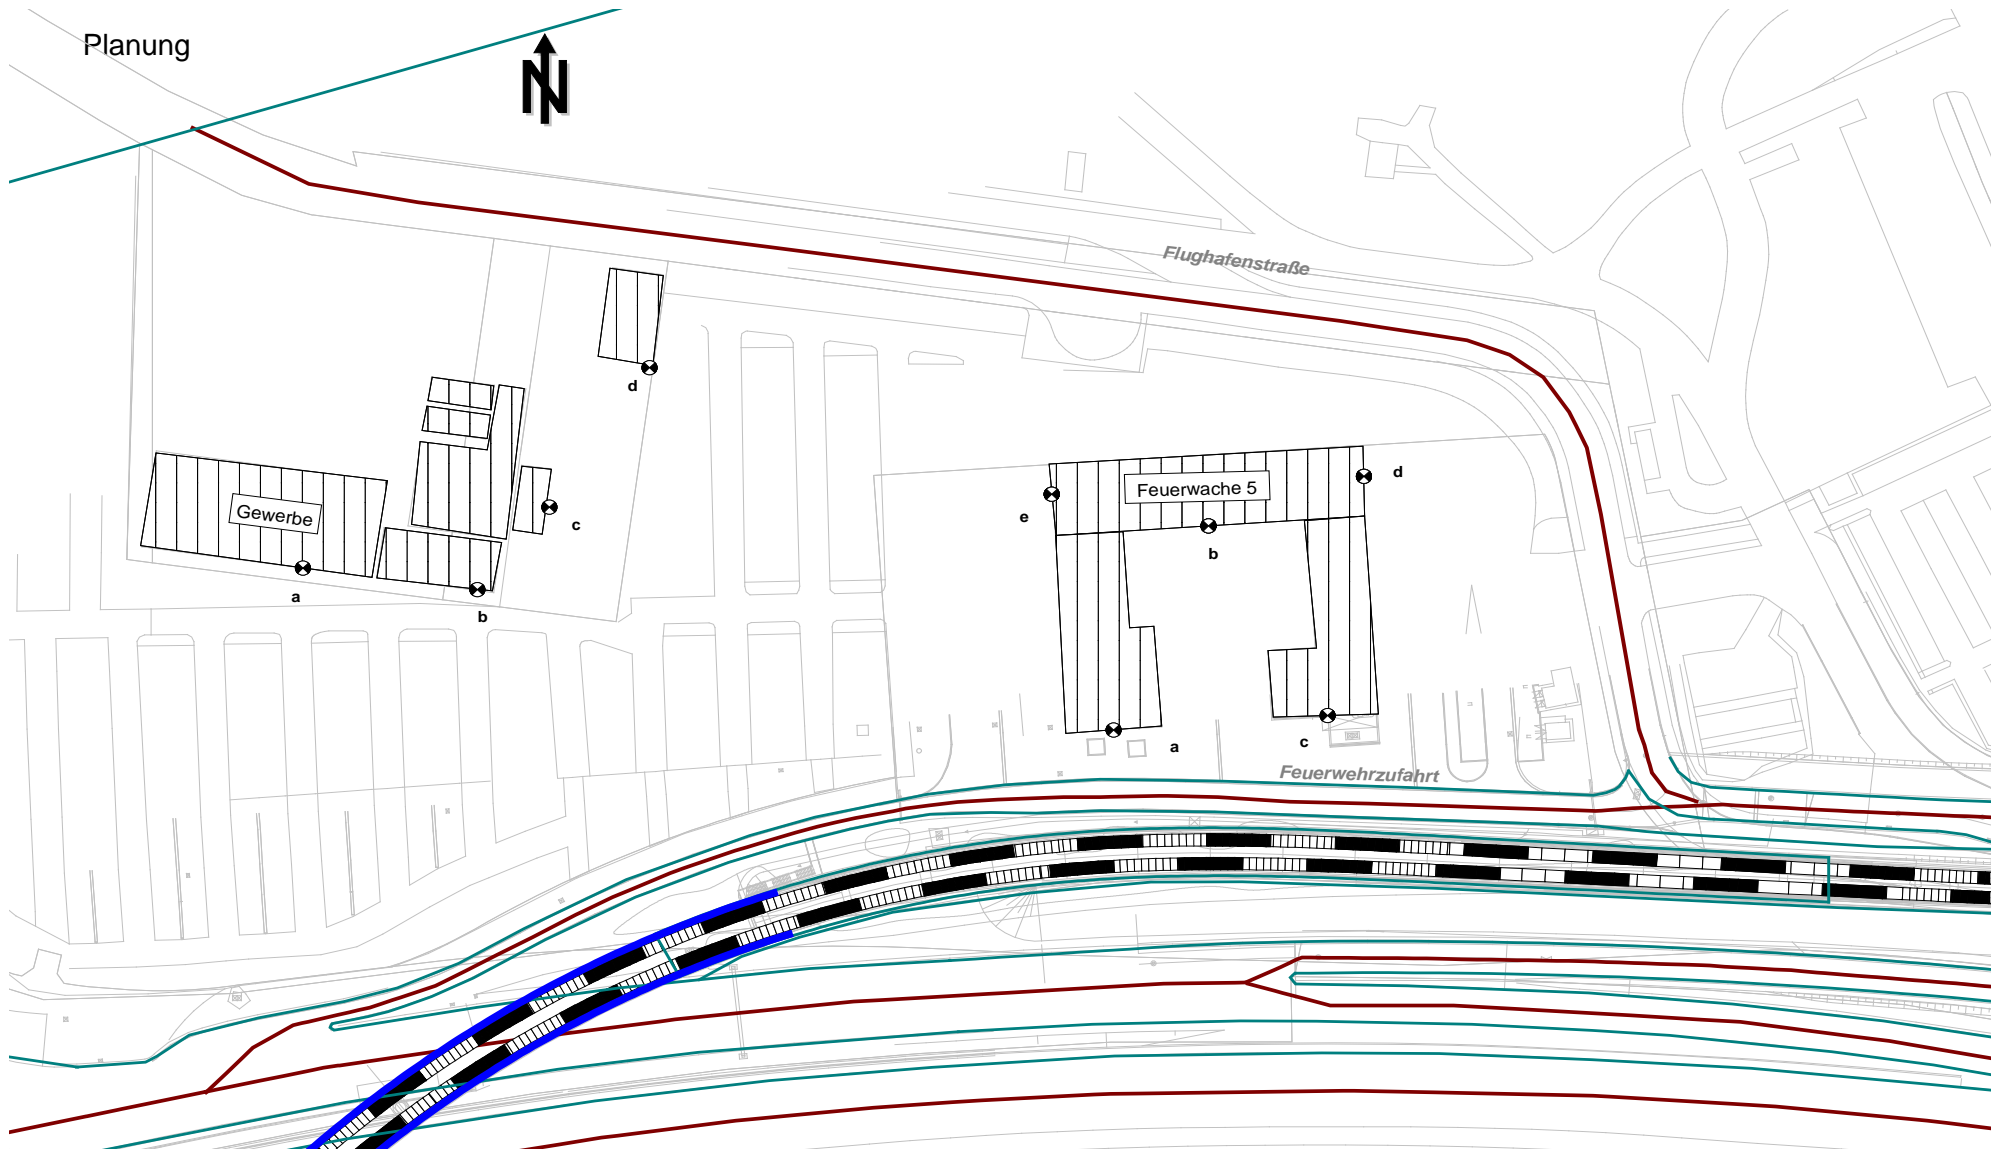 Planung
N
Flughafenstraße
d
Feuerwache 5
d
e
Gewerbe
c
b
a
b
a
c
Feuerwehrzufahrt